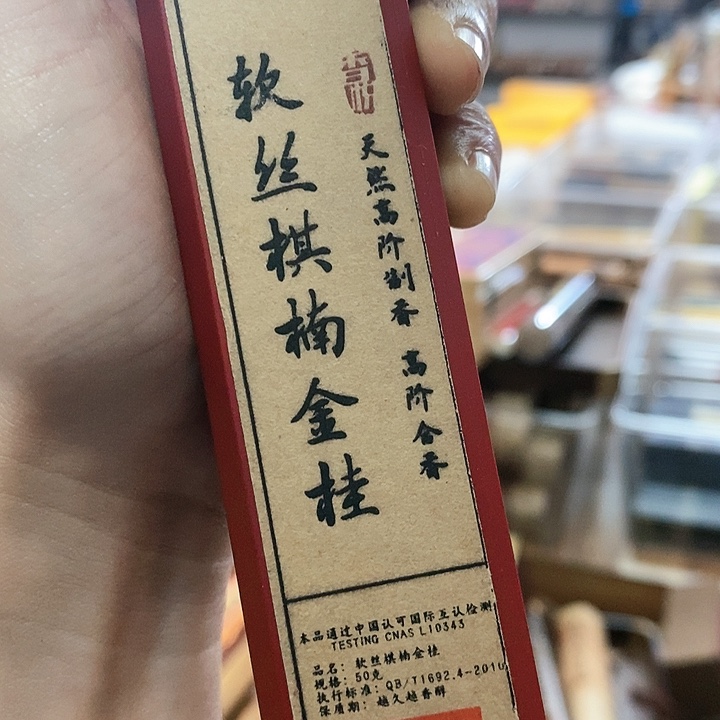 天然高阶制香 高阶合香
软丝棋楠金桂
本品通过中国认可国际互认检测
TESTING CNAS L10343
品名：软丝棋楠金桂
规格：50克
执行标准：QB/T1692.4-2010
保质期：越久越香醇